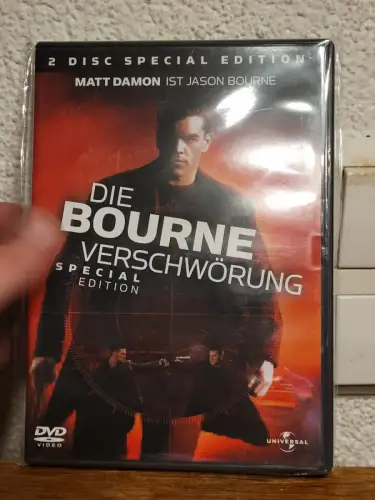 2 DISC SPECIAL EDITION
MATT DAMON IST JASON BOURNE
DIE
BOURNE
VERSCHWÖRUNG
SPECIAL
EDITION
DVD
VIDEO
UNIVERSAL